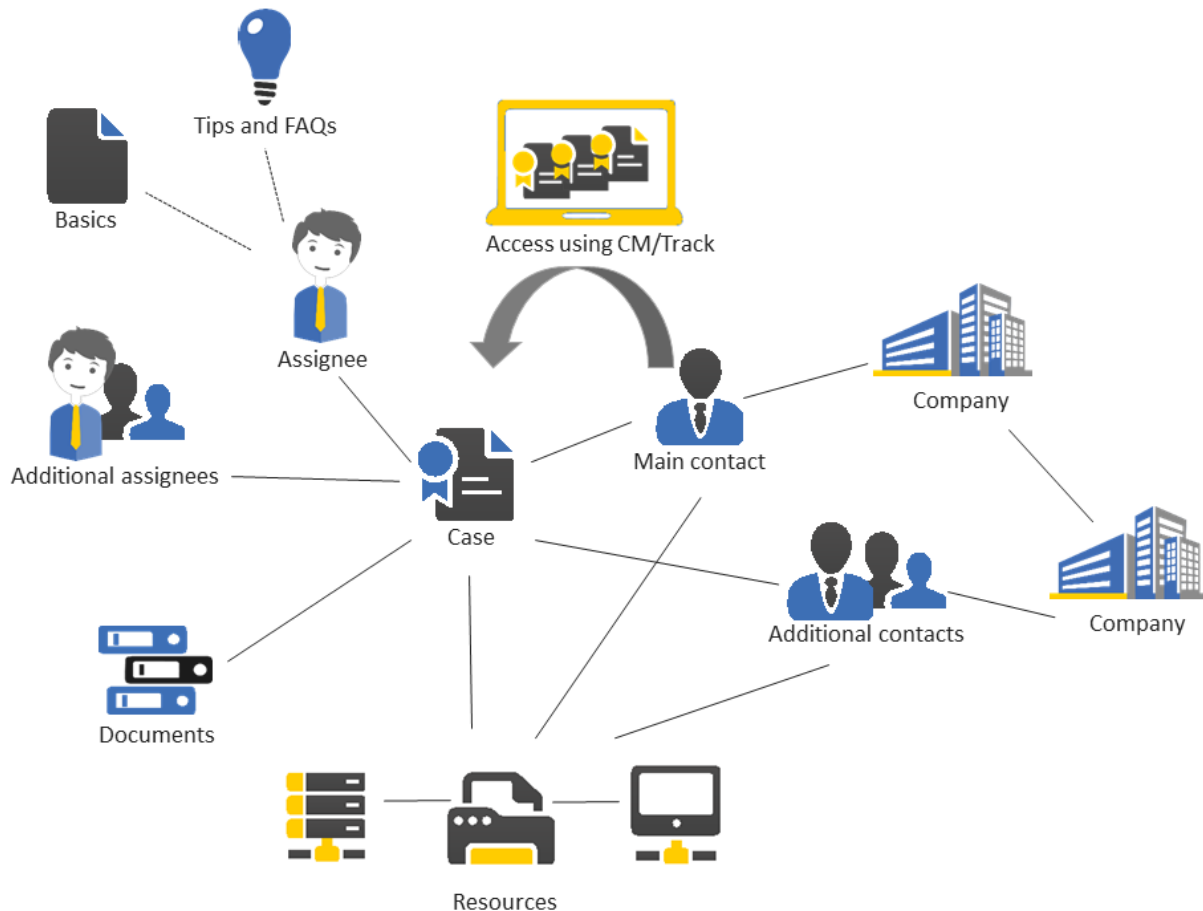 Tips and FAQs
Basics
Access using CM/Track
Assignee
Company
Main contact
Additional assignees
Case
Company
Additional contacts
Documents
Resources